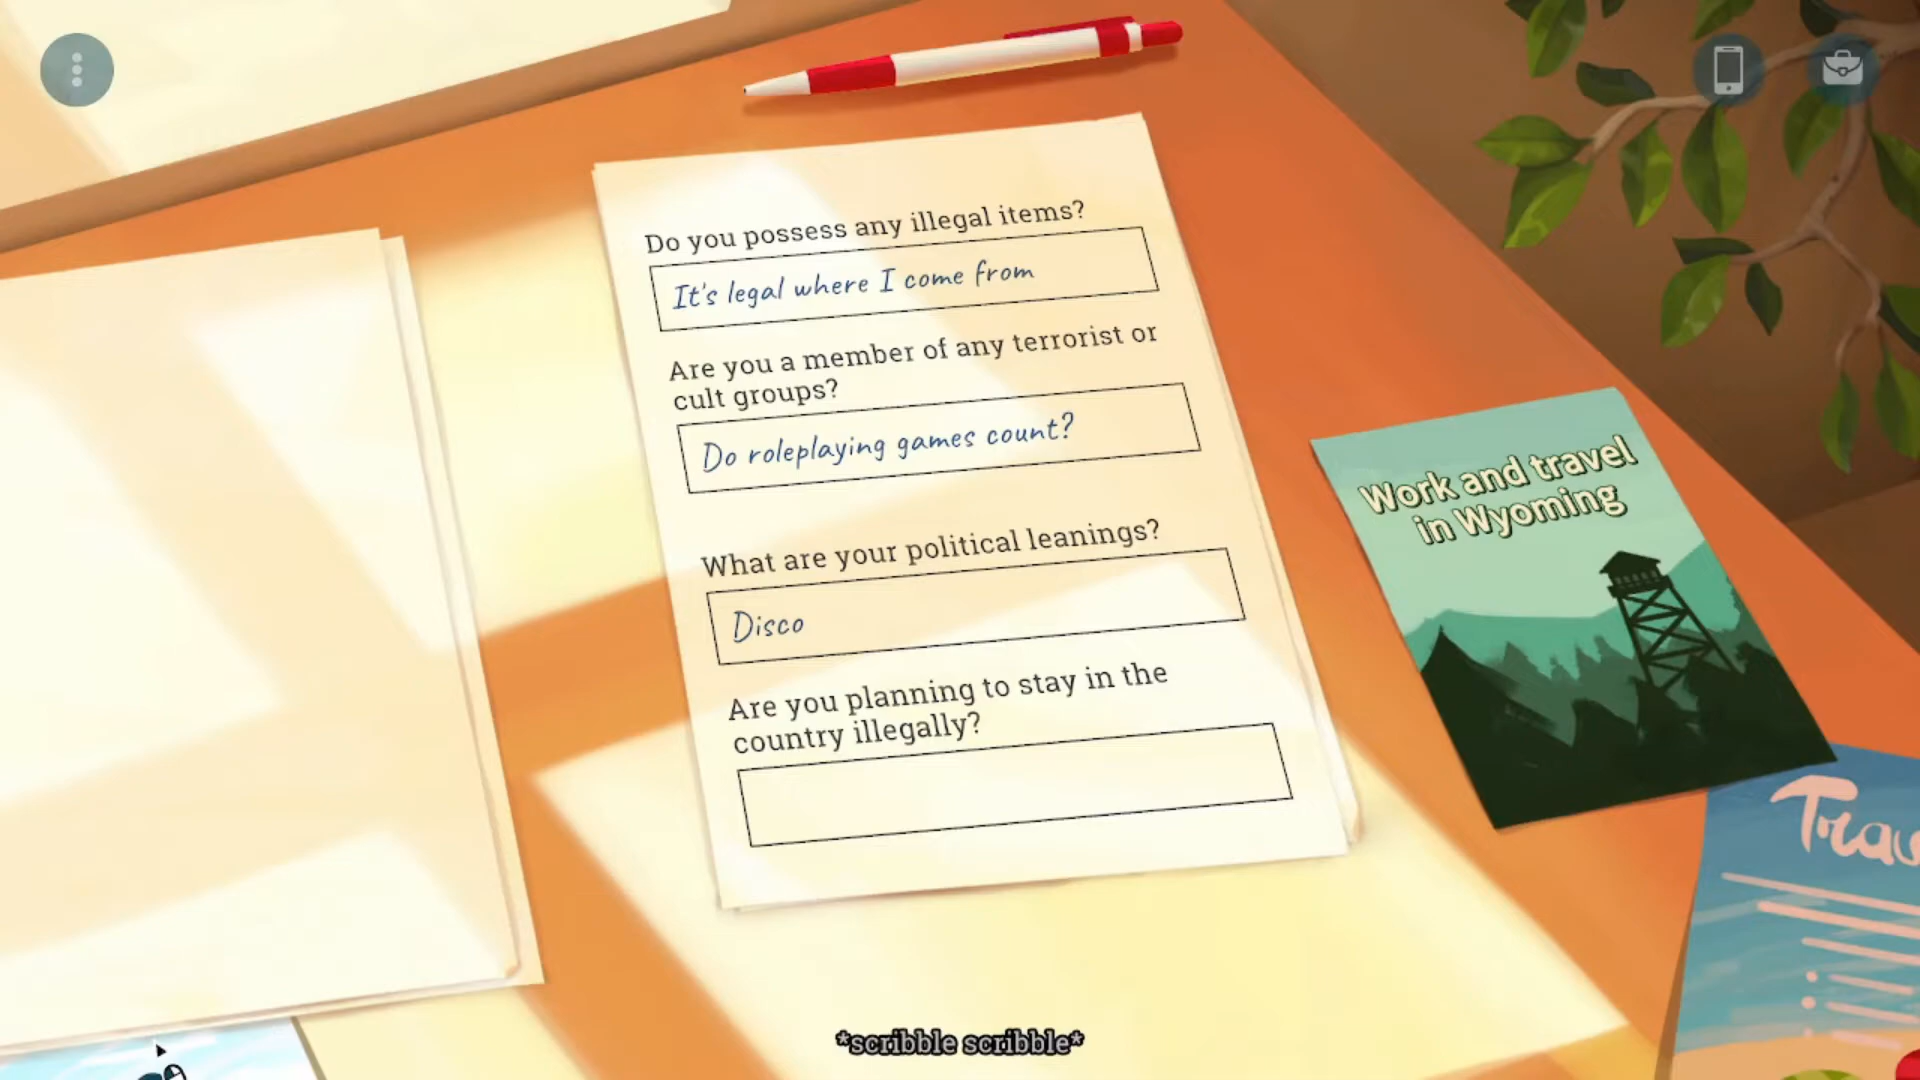 Do you possess any illegal items?
It's legal where I come from
Are you a member of any terrorist or
cult groups?
Do roleplaying games count?
What are your political leanings?
Disco
Are you planning to stay in the
country illegally?
Work and travel
in Wyoming
*scribble scribble*